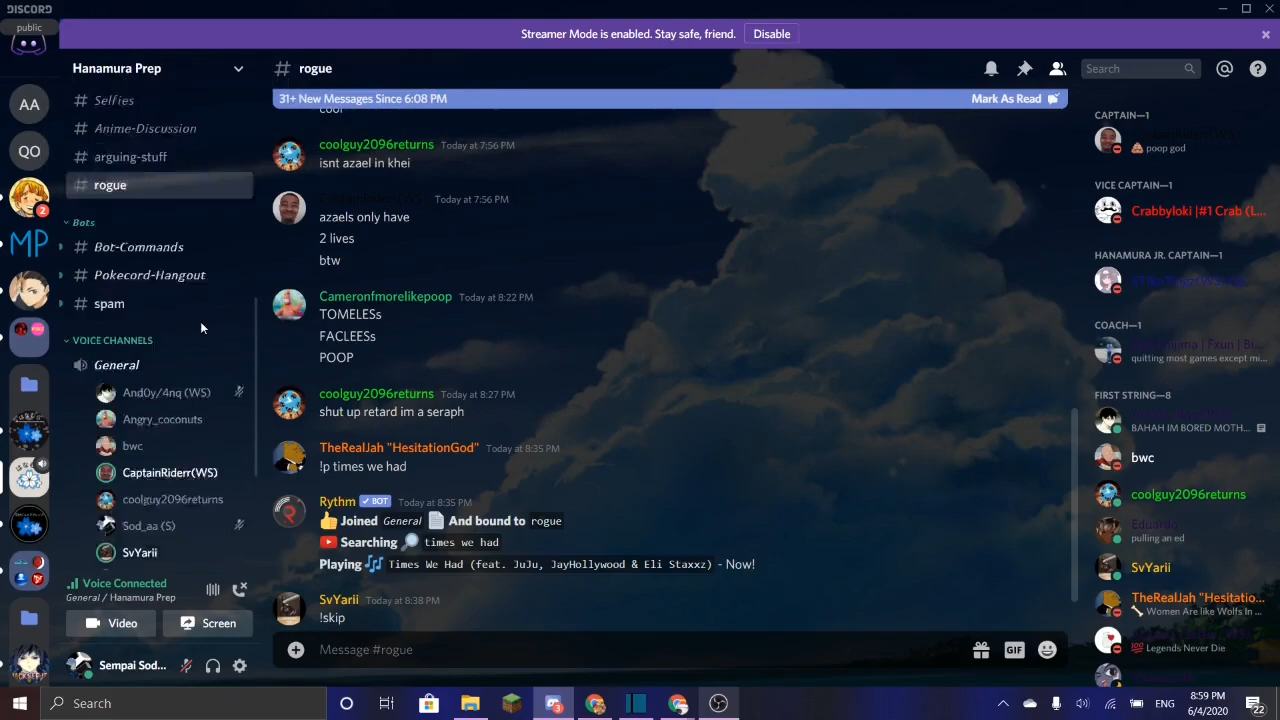 DISCORD
public
Streamer Mode is enabled. Stay safe, friend.
Disable
Hanamura Prep
# rogue
Search
AA
QO
2
MP
# Selfies
# Anime-Discussion
# arguing-stuff
# rogue
Bots
# Bot-Commands
# Pokecord-Hangout
# spam
VOICE CHANNELS
General
And0y/4nq (WS)
Angry_coconuts
bwc
CaptainRider(WS)
coolguy2096returns
Sod_aa (S)
SvYarii
Voice Connected
General / Hanamura Prep
Video
Screen
Sempai Sod...
31+ New Messages Since 6:08 PM
Mark As Read
cool
coolguy2096returns Today at 7:56 PM
isnt azael in khei
Today at 7:56 PM
azaels only have
2 lives
btw
Cameronfmorelikepoop Today at 8:22 PM
TOMELESs
FACLEESs
POOP
coolguy2096returns Today at 8:27 PM
shut up retard im a seraph
TheRealJah "HesitationGod" Today at 8:35 PM
!p times we had
Rythm BOT Today at 8:35 PM
Joined General And bound to rogue
Searching times we had
Playing Times We Had (feat. JuJu, JayHollywood & Eli Staxxz) - Now!
SvYarii Today at 8:38 PM
!skip
Message #rogue
GIF
CAPTAIN—1
poop god
VICE CAPTAIN—1
Crabbyloki |#1 Crab (L...
HANAMURA JR. CAPTAIN—1
COACH—1
quitting most games except mi...
FIRST STRING—8
BAHAH IM BORED MOTH...
bwc
coolguy2096returns
Eduardo
pulling an ed
SvYarii
TheRealJah "Hesitatio...
Women Are like Wolfs In ...
Legends Never Die
Search
3
ENG
8:59 PM
6/4/2020
22